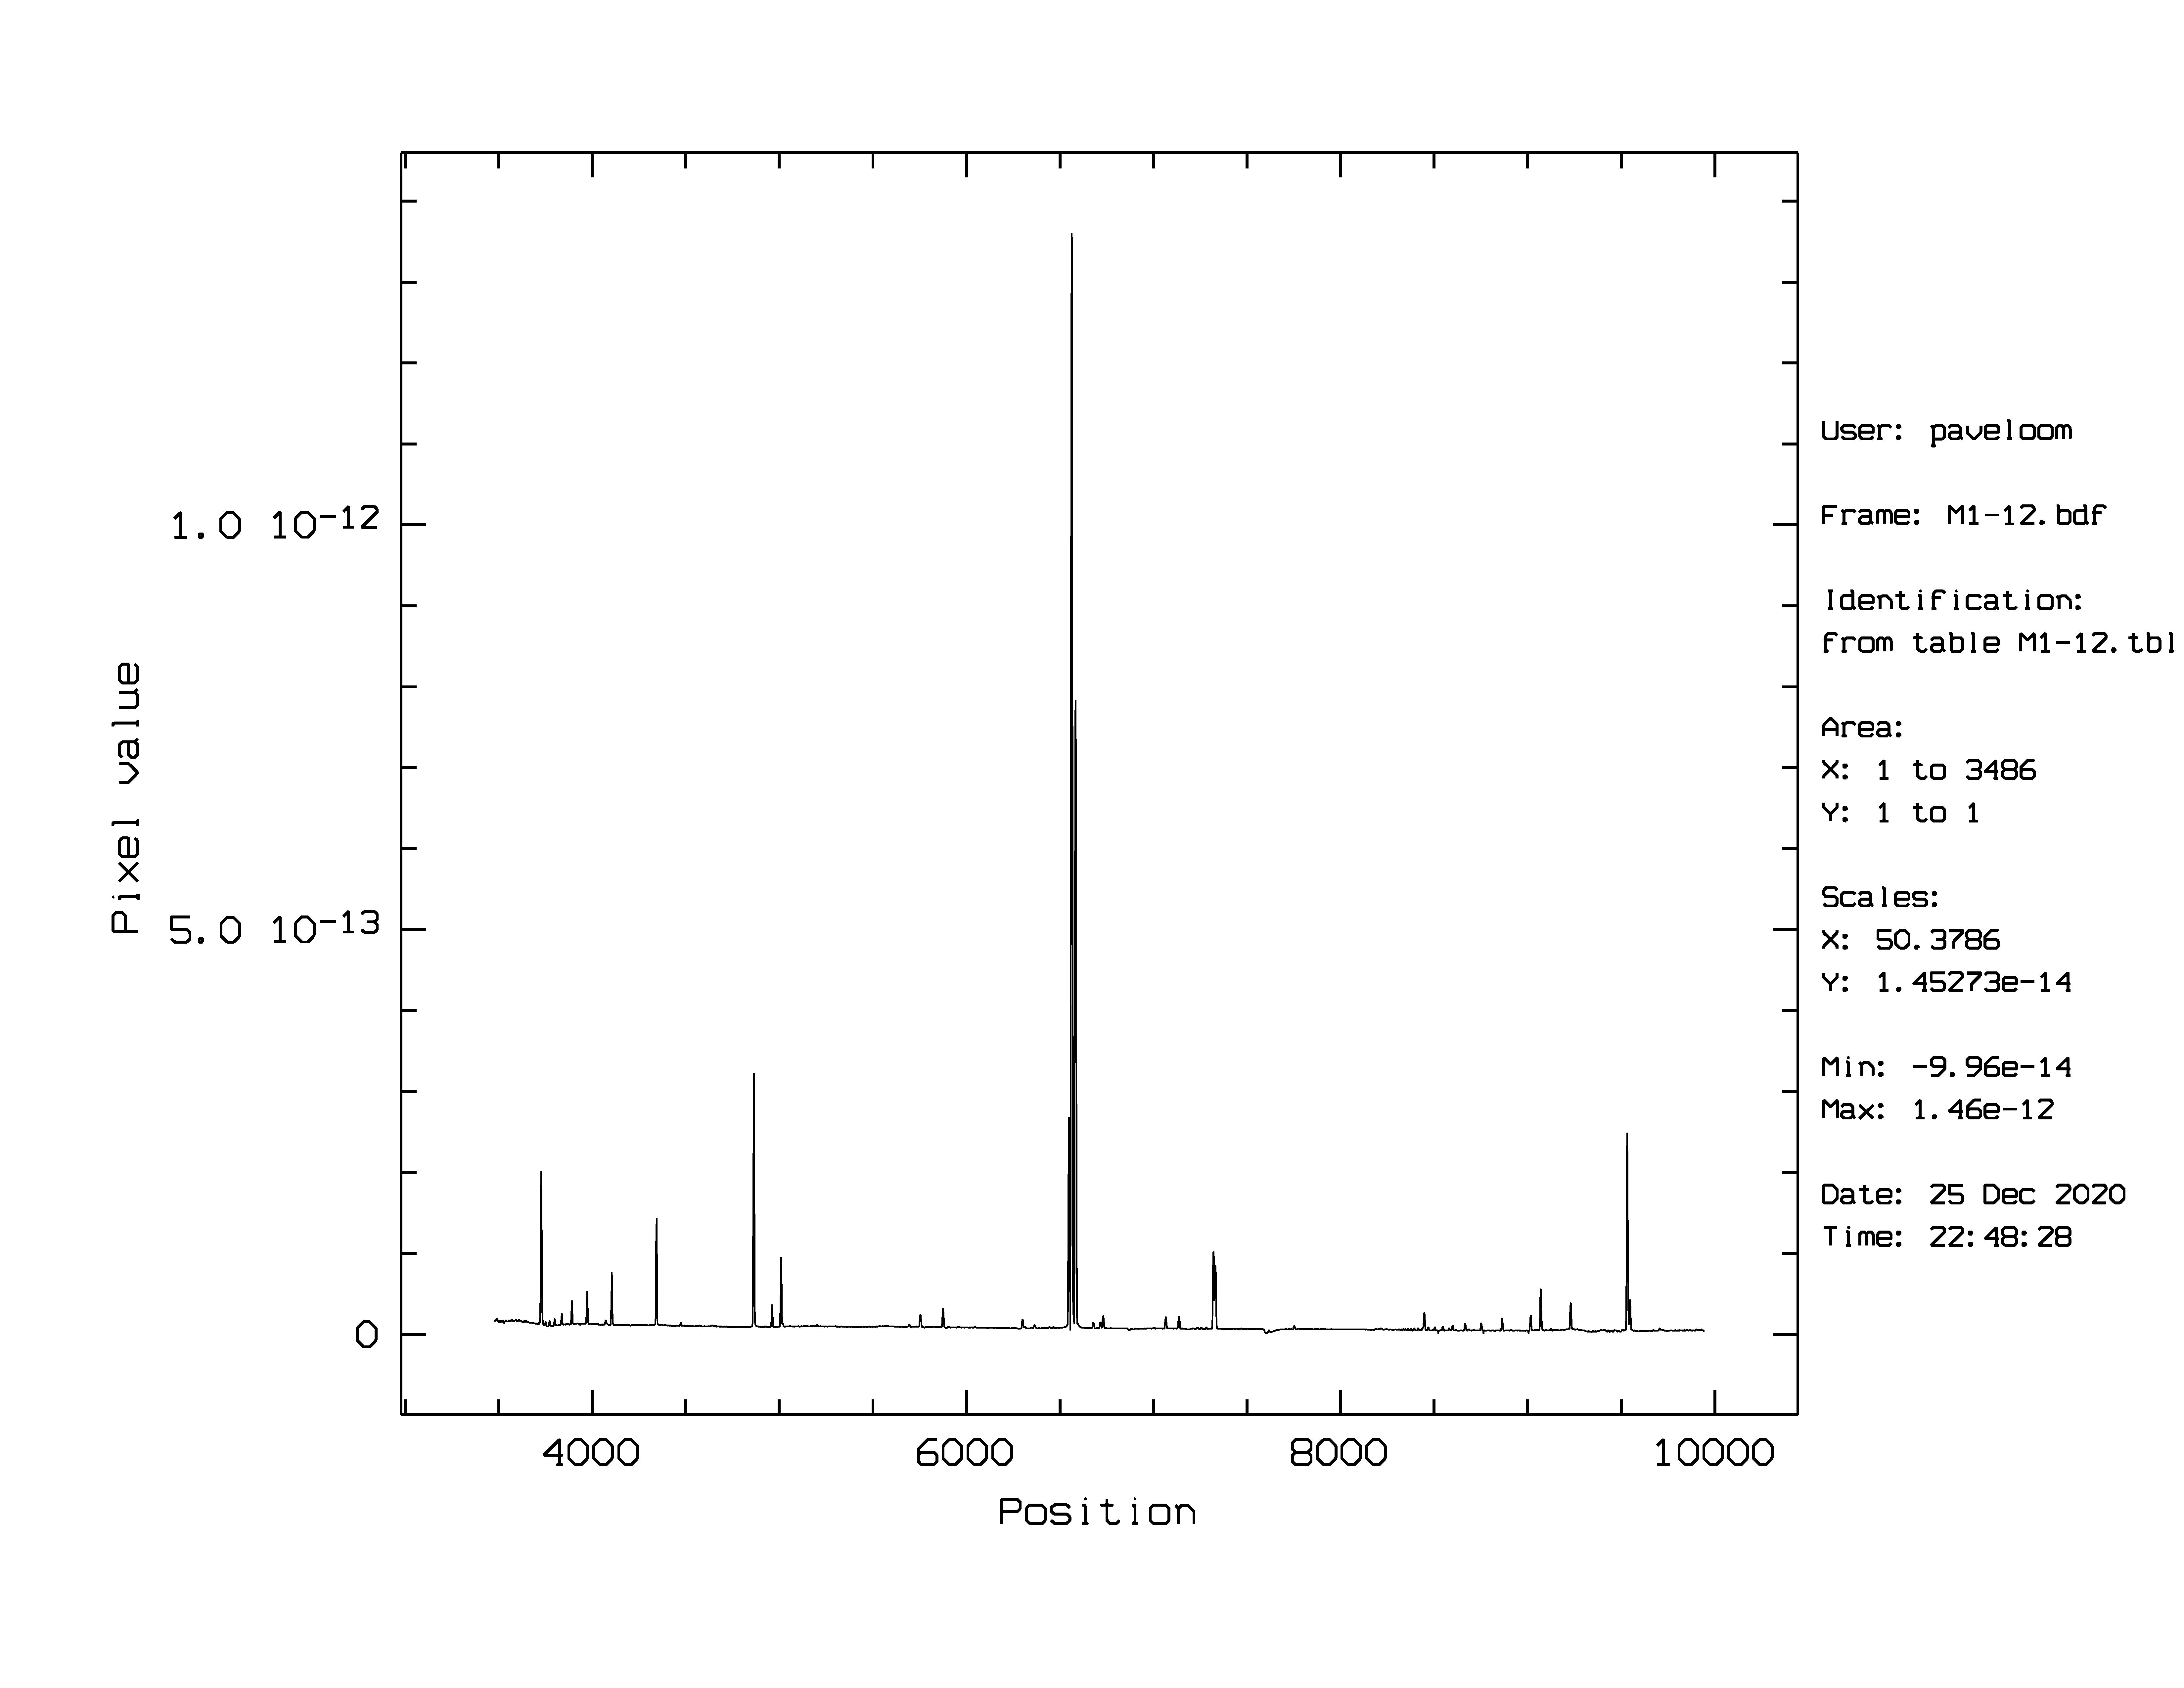 1.0 10-12
5.0 10-13
0
Pixel value
4000 6000 8000 10000
Position
User: paveloom
Frame: M1-12.bdf
Identification:
from table M1-12.tbl
Area:
X: 1 to 3486
Y: 1 to 1
Scales:
X: 50.3786
Y: 1.45273e-14
Min: -9.96e-14
Max: 1.46e-12
Date: 25 Dec 2020
Time: 22:48:28